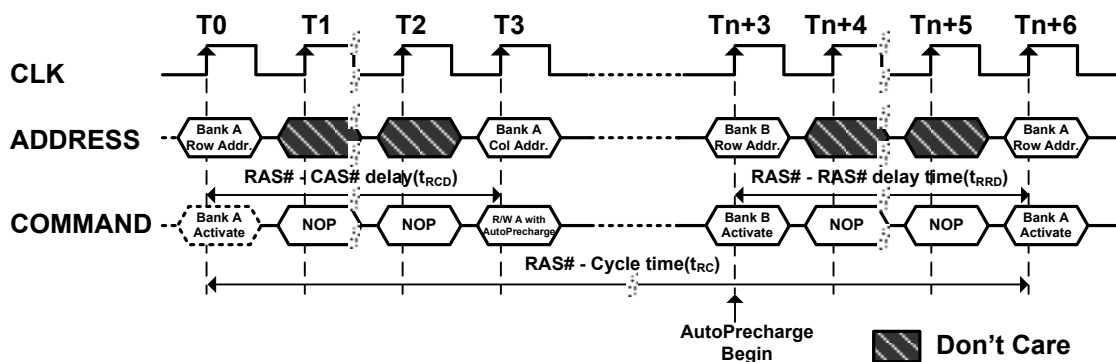 T0 T1 T2 T3 Tn+3 Tn+4 Tn+5 Tn+6
CLK
ADDRESS
Bank A
Row Addr.
Bank A
Col Addr.
Bank B
Row Addr.
Bank A
Row Addr.
RAS# - CAS# delay(tRCD)
RAS# - RAS# delay time(tRRD)
COMMAND
Bank A
Activate
NOP
NOP
R/W A with
AutoPrecharge
Bank B
Activate
NOP
NOP
Bank A
Activate
RAS# - Cycle time(tRC)
AutoPrecharge
Begin
Don't Care